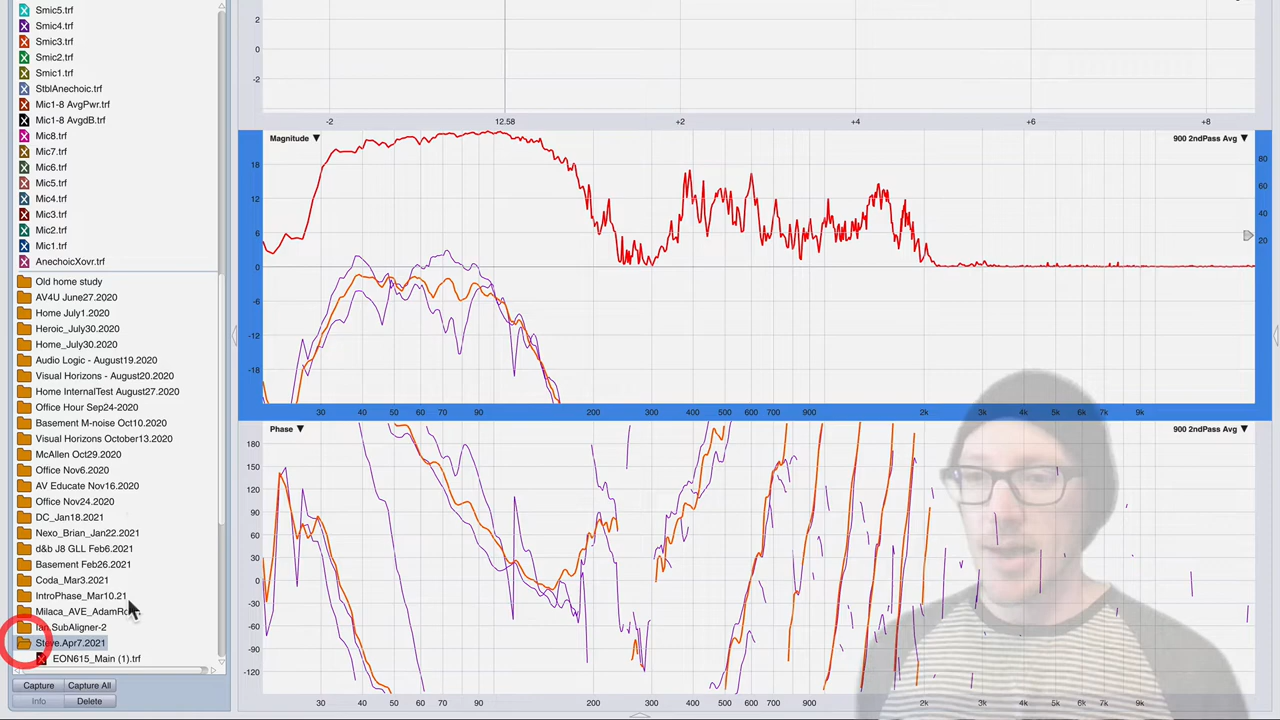 Smic5.trf
Smic4.trf
Smic3.trf
Smic2.trf
Smic1.trf
StblAnechoic.trf
Mic1-8 AvgPwr.trf
Mic1-8 AvgdB.trf
Mic8.trf
Mic7.trf
Mic6.trf
Mic5.trf
Mic4.trf
Mic3.trf
Mic2.trf
Mic1.trf
AnechoicXovr.trf
Old home study
AV4U June27.2020
Home July1.2020
Heroic_July30.2020
Home_July30.2020
Audio Logic - August19.2020
Visual Horizons - August20.2020
Home InternalTest August27.2020
Office Hour Sep24-2020
Basement M-noise Oct10.2020
Visual Horizons October13.2020
McAllen Oct29.2020
Office Nov6.2020
AV Educate Nov16.2020
Office Nov24.2020
DC_Jan18.2021
Nexo_Brian_Jan22.2021
d&b J8 GLL Feb6.2021
Basement Feb26.2021
Coda_Mar3.2021
IntroPhase_Mar10.21
Milaca_AVE_AdamRo
Ian.SubAligner-2
Steve.Apr7.2021
EON615_Main (1).trf
Capture
Capture All
Info
Delete
2
0
-2
-2
12.58
+2
+4
+6
+8
Magnitude
900 2ndPass Avg
18
12
6
0
-6
-12
-18
80
60
40
20
30
40
50
60
70
90
200
300
400
500
600
700
900
2k
3k
4k
5k
6k
7k
9k
Phase
900 2ndPass Avg
180
150
120
90
60
30
0
-30
-60
-90
-120
30
40
50
60
70
90
200
300
400
500
600
700
900
2k
3k
4k
5k
6k
7k
9k